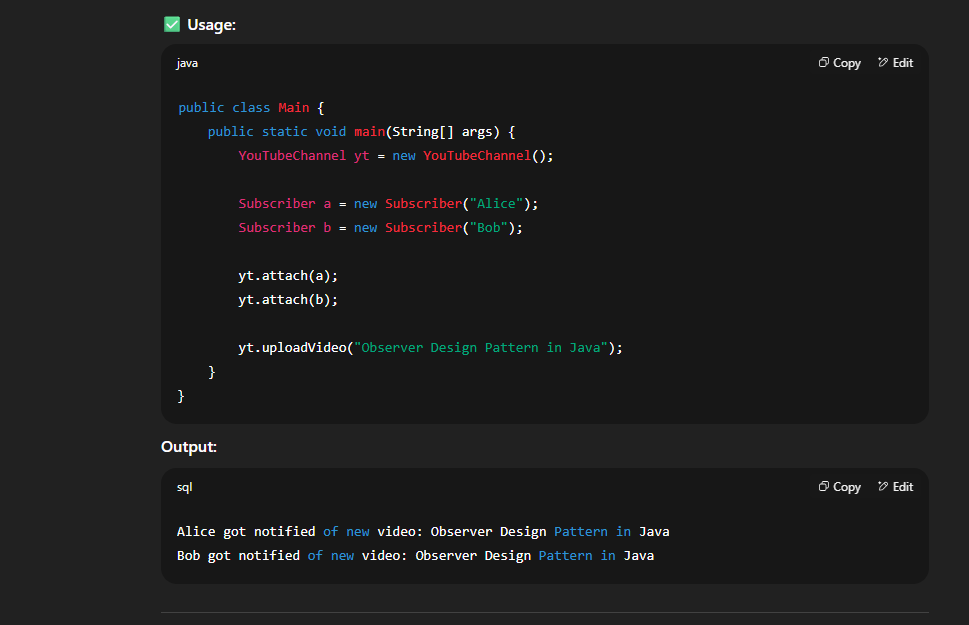 ✅ Usage:
java
Copy
Edit
public class Main {
    public static void main(String[] args) {
        YouTubeChannel yt = new YouTubeChannel();
        Subscriber a = new Subscriber("Alice");
        Subscriber b = new Subscriber("Bob");
        yt.attach(a);
        yt.attach(b);
        yt.uploadVideo("Observer Design Pattern in Java");
    }
}
Output:
sql
Copy
Edit
Alice got notified of new video: Observer Design Pattern in Java
Bob got notified of new video: Observer Design Pattern in Java